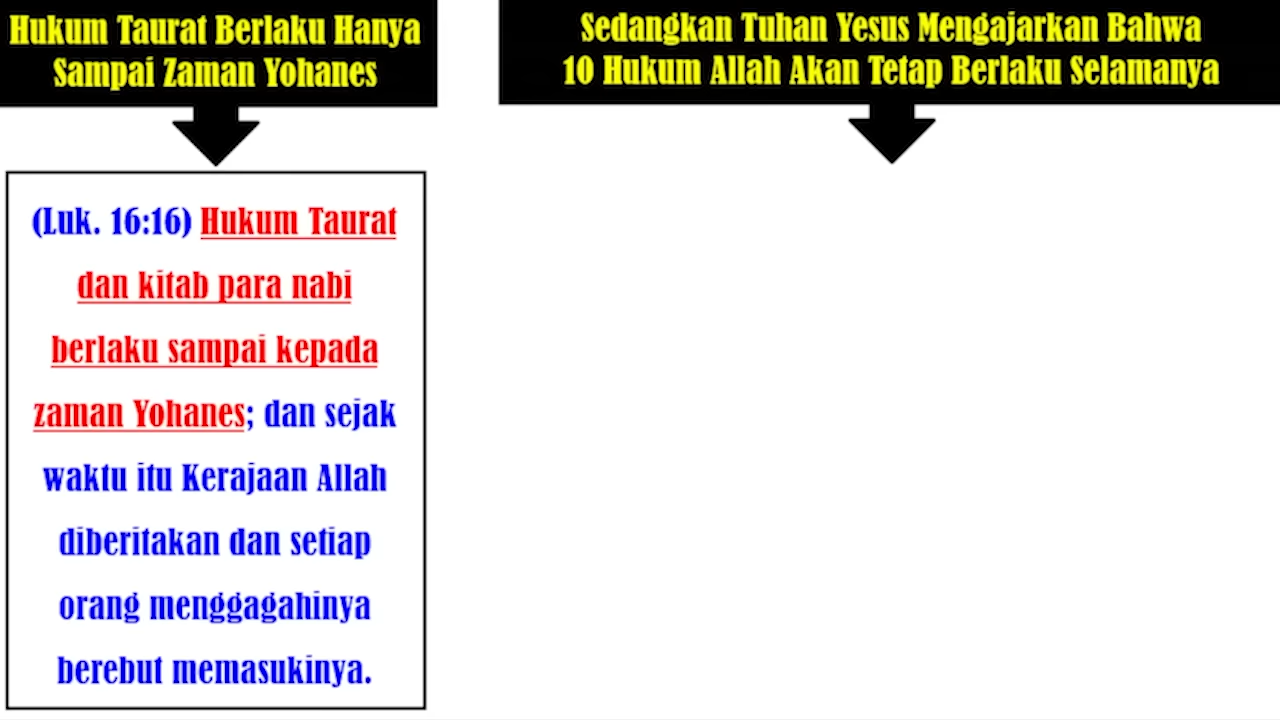 Hukum Taurat Berlaku Hanya
Sampai Zaman Yohanes
Sedangkan Tuhan Yesus Mengajarkan Bahwa
10 Hukum Allah Akan Tetap Berlaku Selamanya
(Luk. 16:16) Hukum Taurat
dan kitab para nabi
berlaku sampai kepada
zaman Yohanes; dan sejak
waktu itu Kerajaan Allah
diberitakan dan setiap
orang menggagahinya
berebut memasukinya.